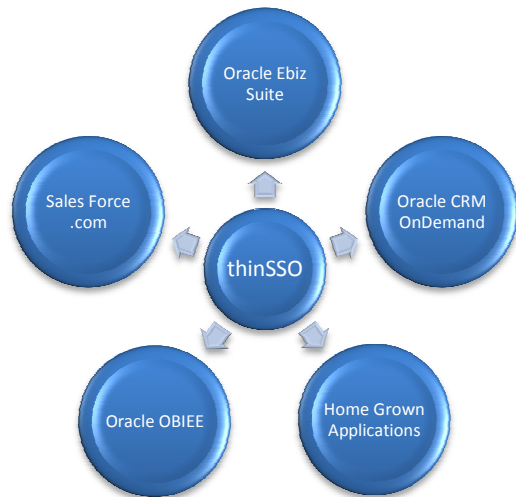 Oracle Ebiz
Suite
Sales Force
.com
Oracle CRM
OnDemand
thinSSO
Oracle OBIEE
Home Grown
Applications